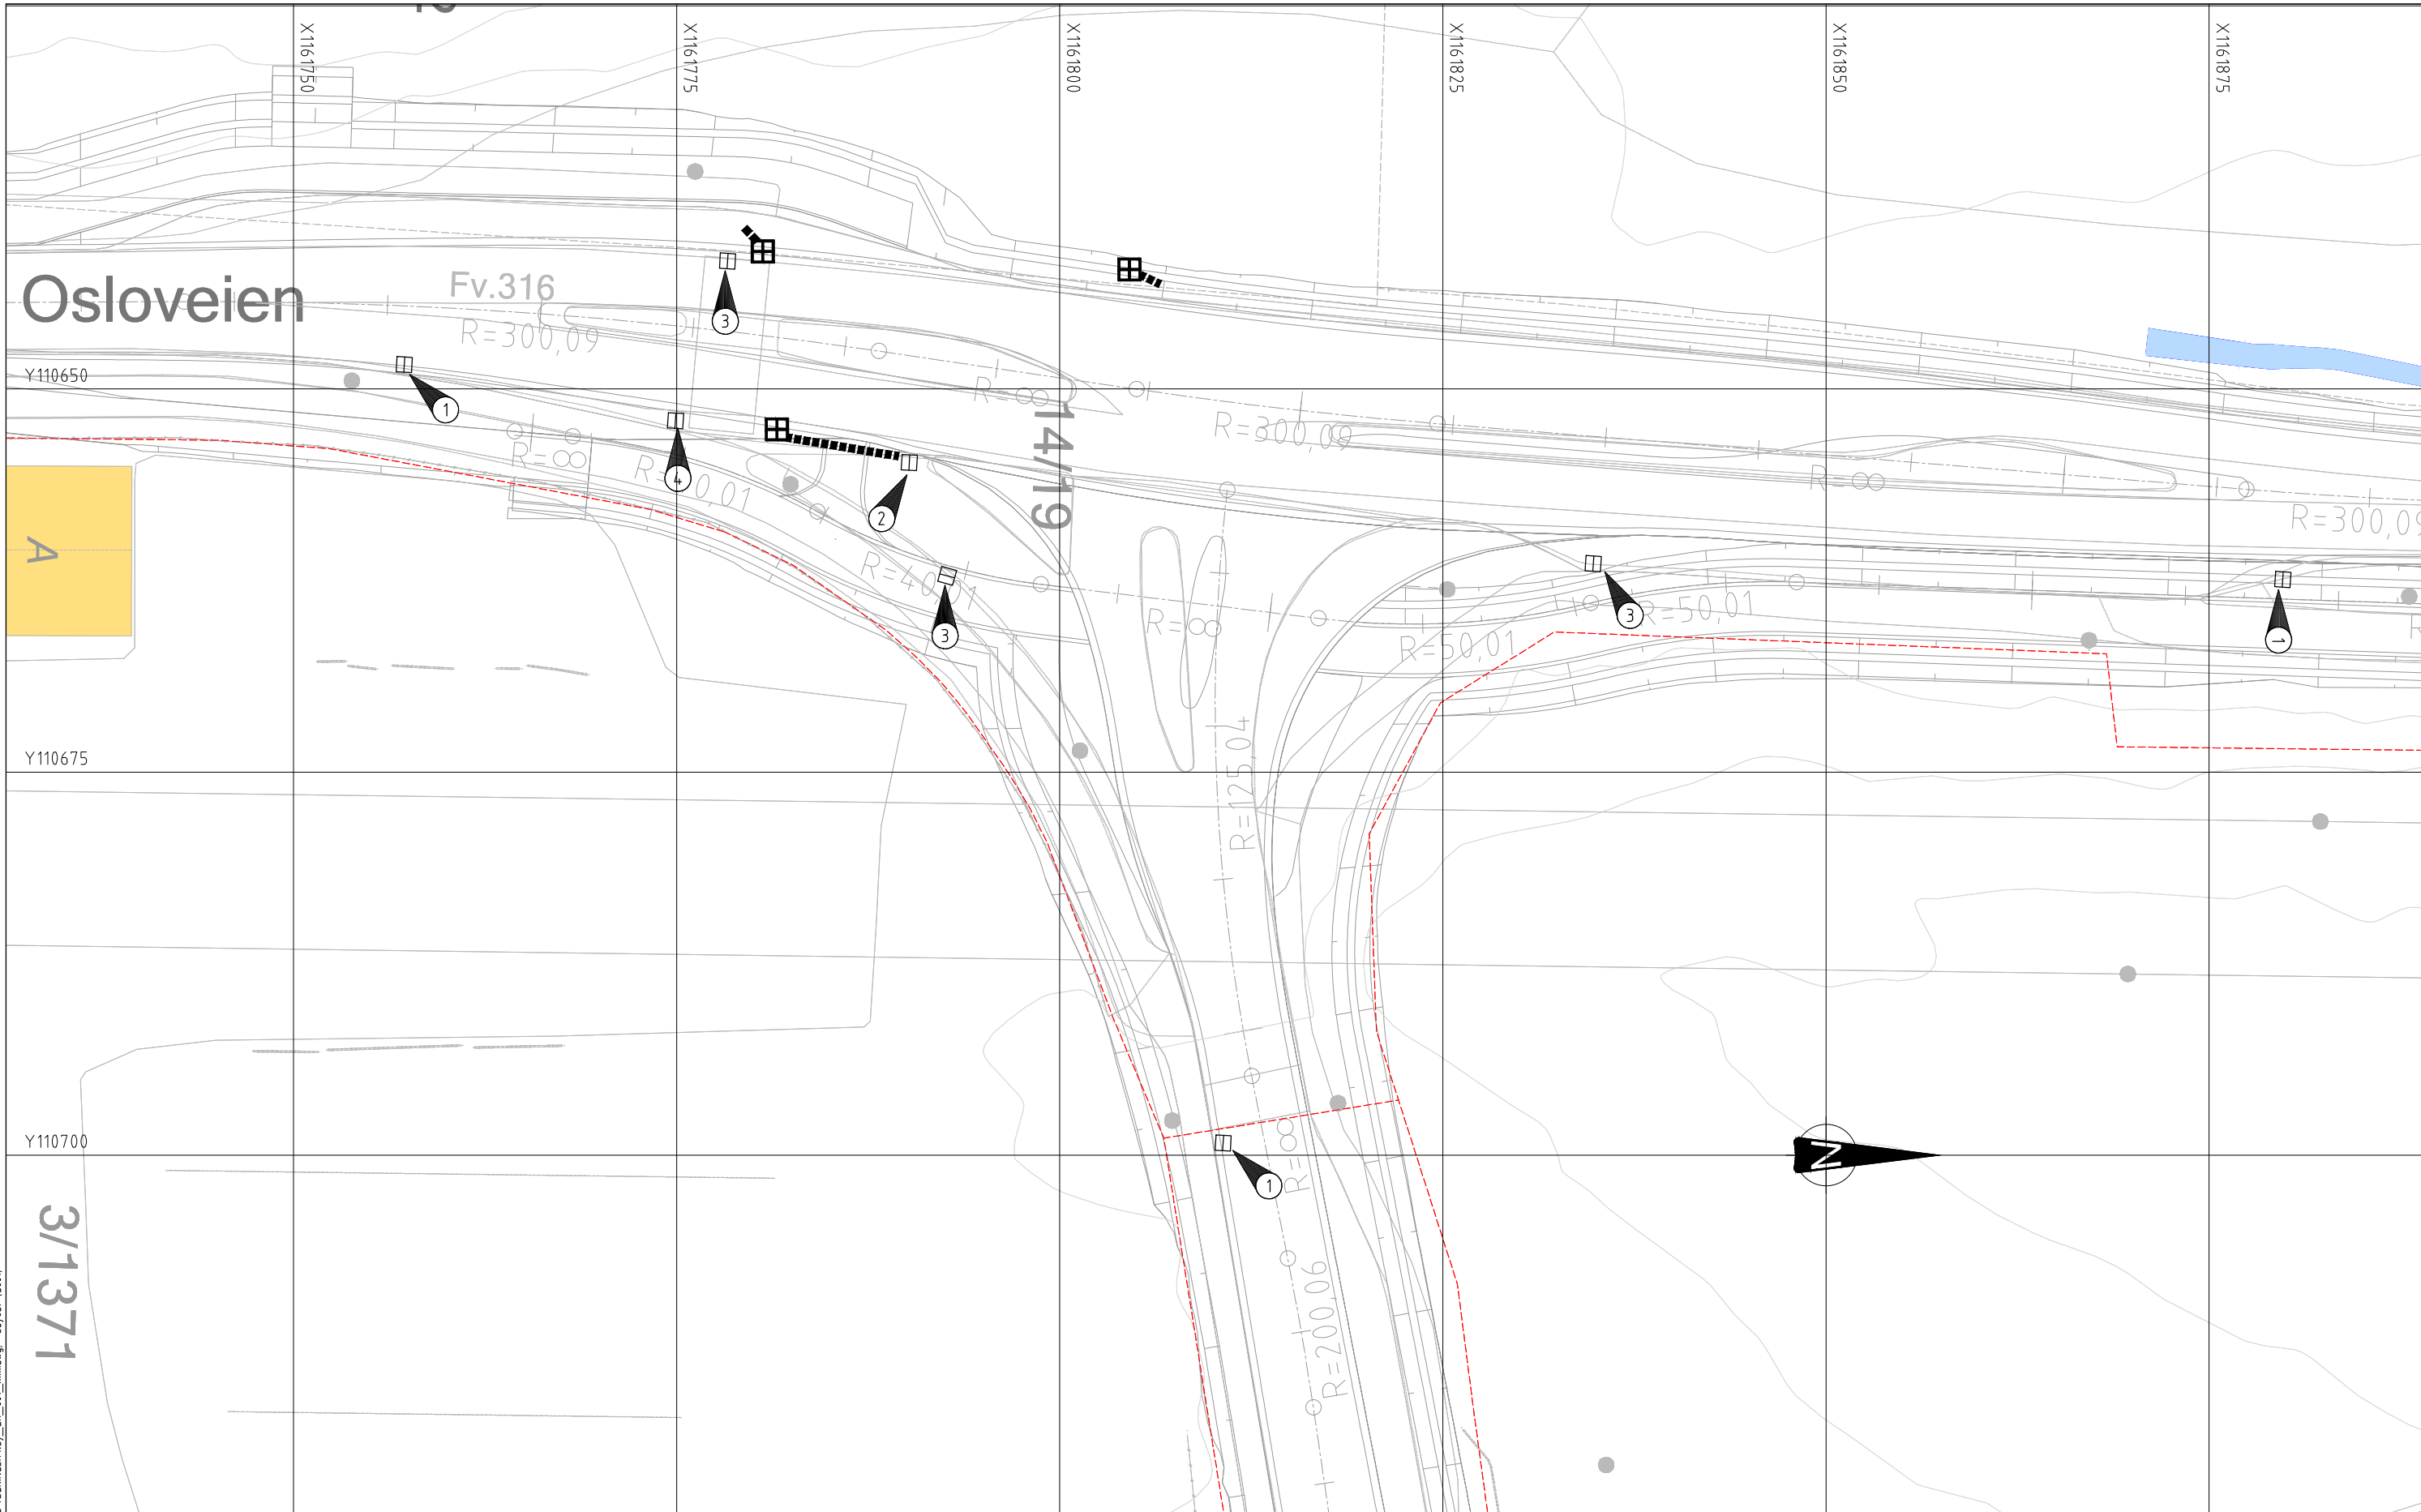 X1161750
X1161775
X1161800
X1161825
X1161850
X1161875
Osloveien
Fv.316
R=300,09
3
Y110650
1
R=∞
14/19
R=300,09
R=∞
R=∞
4
2
R=300,09
A
R=40,01
3
R=∞
R=50,01
3
R=50,01
1
R=125,04
Y110675
Y110700
R=∞
1
N
3/1371
R=200,06